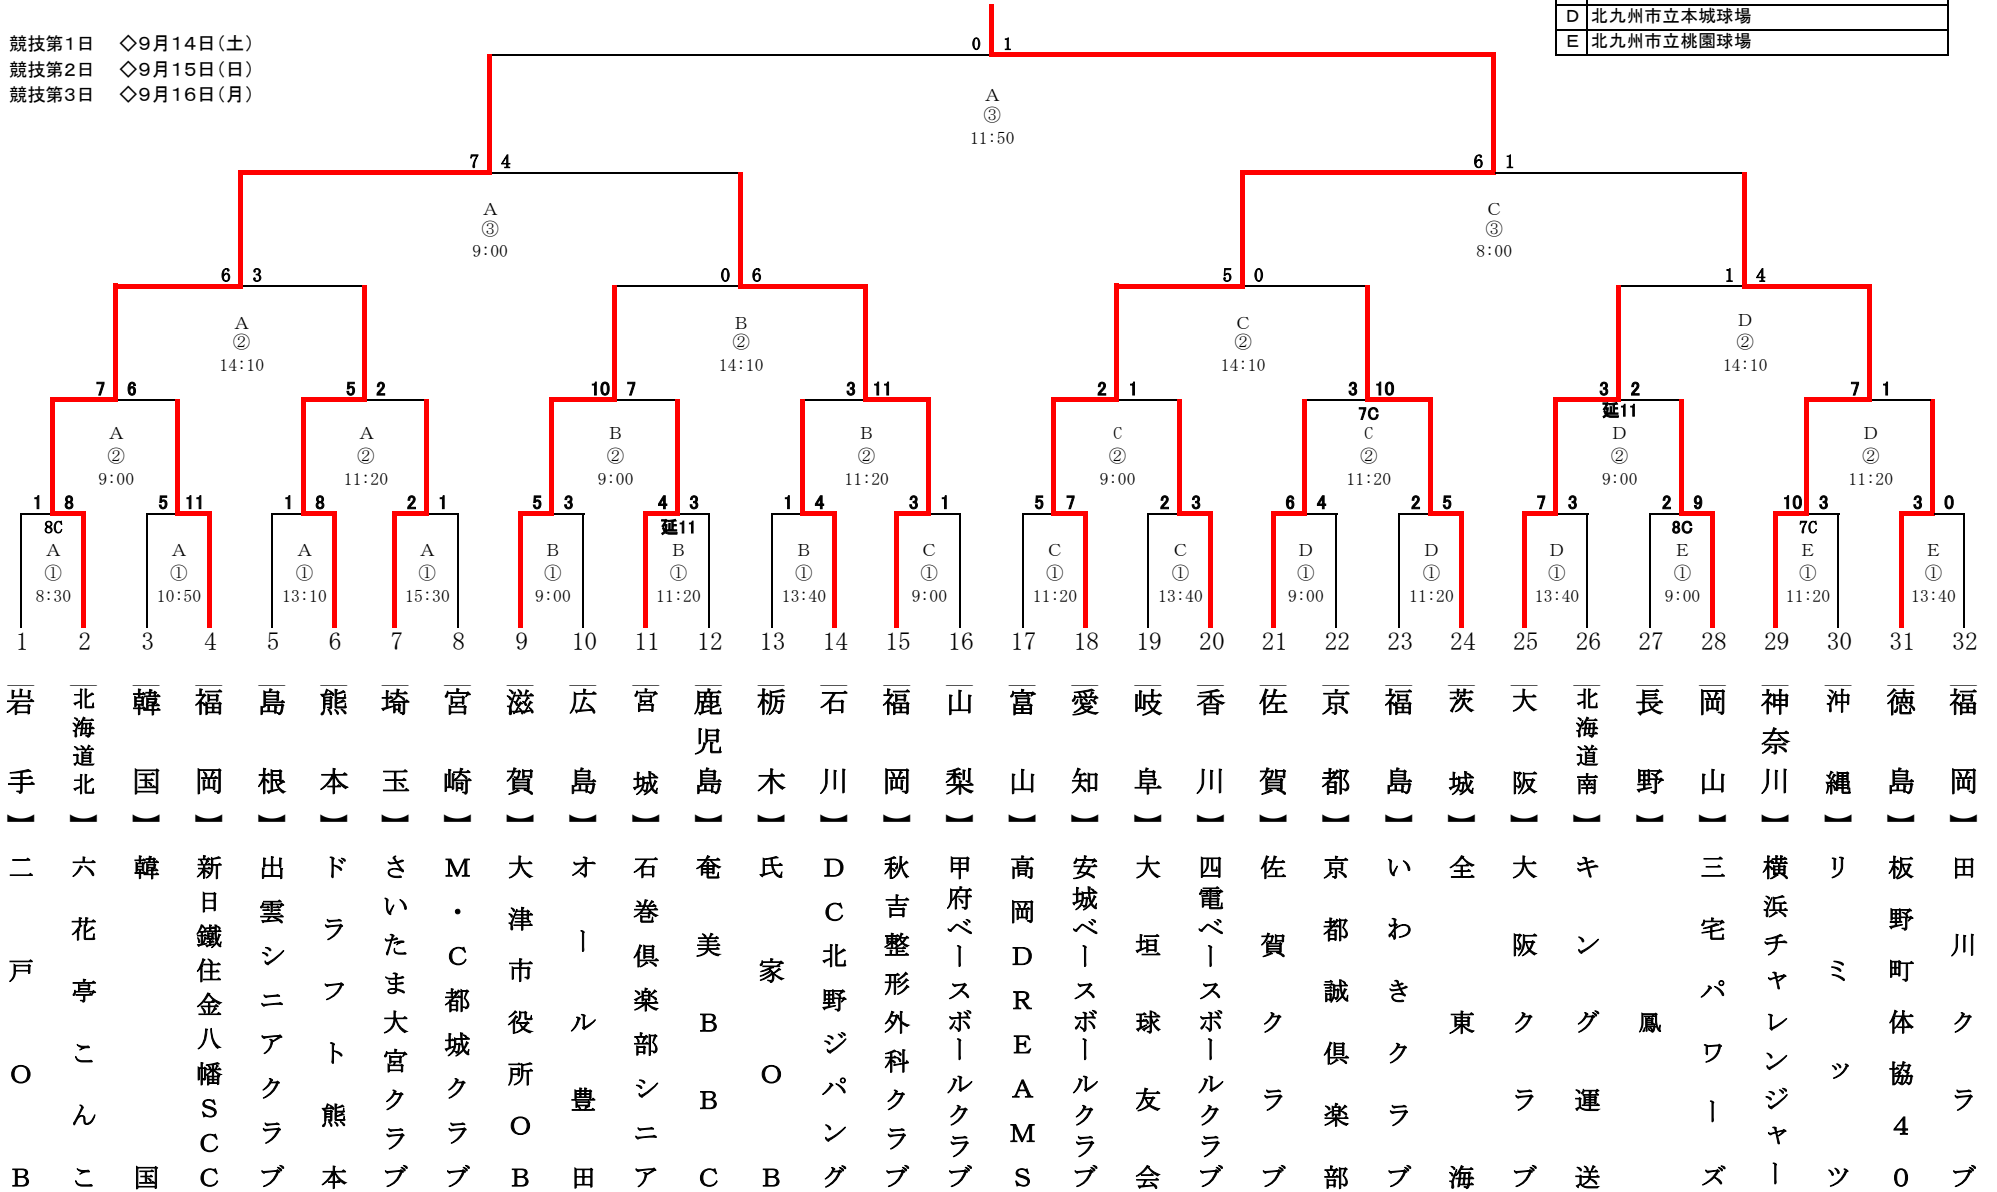 D 北九州市立本城球場
E 北九州市立桃園球場
競技第1日 ◇9月14日(土)
競技第2日 ◇9月15日(日)
競技第3日 ◇9月16日(月)
0 1
A
③
11:50
7 4
6 1
A
③
9:00
C
③
8:00
6 3
0 6
5 0
1 4
A
②
14:10
B
②
14:10
C
②
14:10
D
②
14:10
7 6
5 2
10 7
3 11
2 1
3 10
7C
3 2
延11
7 1
A
②
9:00
A
②
11:20
B
②
9:00
B
②
11:20
C
②
9:00
C
②
11:20
D
②
9:00
D
②
11:20
1 8
8C
A
①
8:30
5 11
A
①
10:50
1 8
A
①
13:10
2 1
A
①
15:30
5 3
B
①
9:00
4 3
延11
B
①
11:20
1 4
B
①
13:40
3 1
C
①
9:00
5 7
C
①
11:20
2 3
C
①
13:40
6 4
D
①
9:00
2 5
D
①
11:20
7 3
D
①
13:40
2 9
8C
E
①
9:00
10 3
7C
E
①
11:20
3 0
E
①
13:40
1 2 3 4 5 6 7 8 9 10 11 12 13 14 15 16 17 18 19 20 21 22 23 24 25 26 27 28 29 30 31 32
岩手】二戸OB
北海道北】六花亭こんこ
韓国】韓国
福岡】新日鐵住金八幡SC
島根】出雲シニアクラブ
熊本】ドラフト熊本
埼玉】さいたま大宮クラブ
宮崎】M・C都城クラブ
滋賀】大津市役所OB
広島】オール豊田
宮城】石巻倶楽部シニア
鹿児島】奄美BBC
栃木】氏家OB
石川】DC北野ジパング
福岡】秋吉整形外科クラブ
山梨】甲府ベースボールクラブ
富山】高岡DREAMS
愛知】安城ベースボールクラブ
岐阜】大垣球友会
香川】四電ベースボールクラブ
佐賀】佐賀クラブ
京都】京都誠倶楽部
福島】いわきクラブ
茨城】全東海
大阪】大阪クラブ
北海道南】キング運送
長野】鳳
岡山】三宅パワーズ
神奈川】横浜チャレンジャー
沖縄】リミッツ
徳島】板野町体協40
福岡】田川クラブ